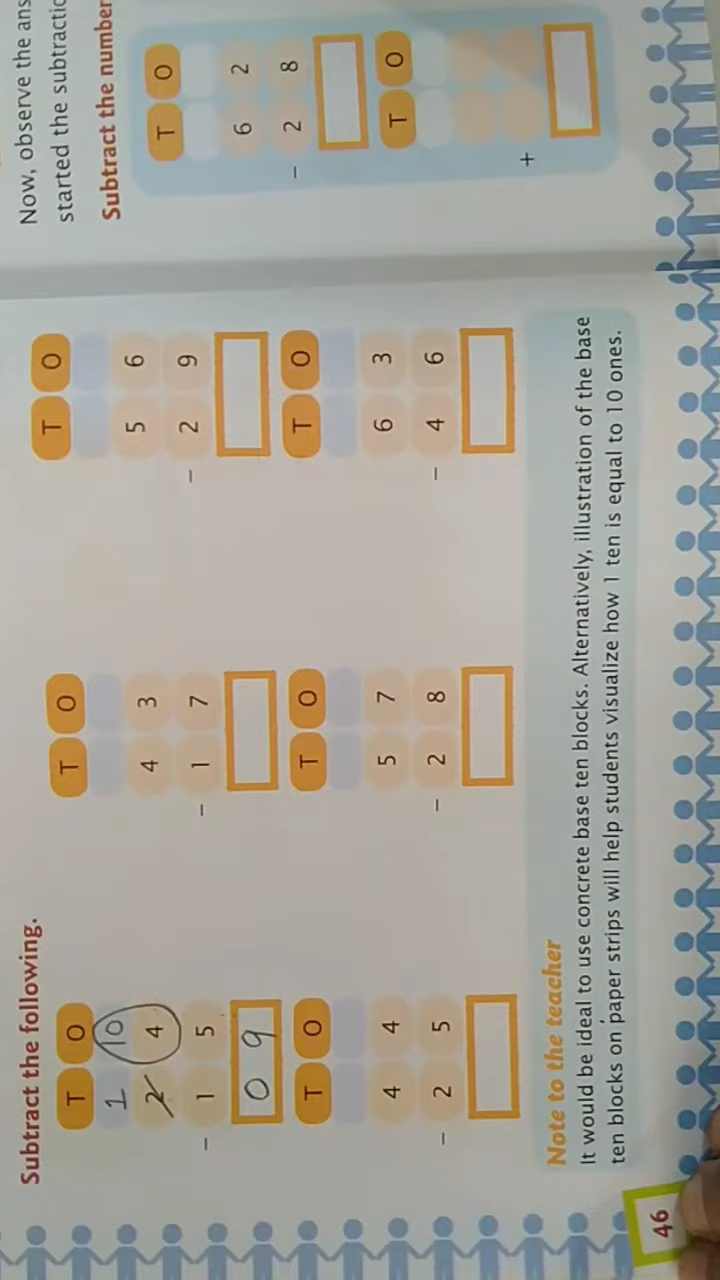 Subtract the following.
T O T O T O
1 10
2 4 4 3 5 6
– 1 5 – 1 7 – 2 9
0 9
T O T O T O
4 4 5 7 6 3
– 2 5 – 2 8 – 4 6
Note to the teacher
It would be ideal to use concrete base ten blocks. Alternatively, illustration of the base
ten blocks on paper strips will help students visualize how 1 ten is equal to 10 ones.
46
Now, observe the ans
started the subtractio
Subtract the number
T O
6 2
– 2 8
T O
+